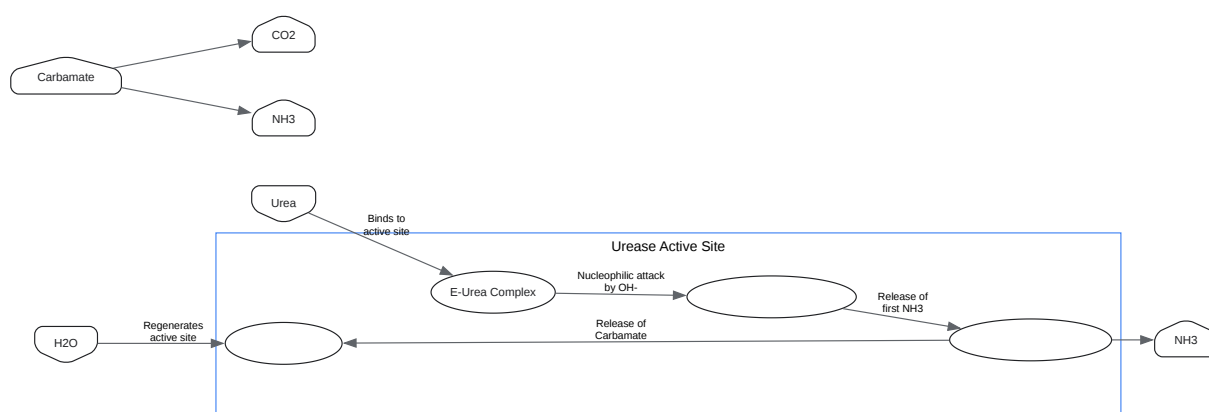 CO2
Carbamate
NH3
Urea
Binds to
active site
Urease Active Site
E-Urea Complex
Nucleophilic attack
by OH-
Release of
first NH3
H2O
Regenerates
active site
Release of
Carbamate
NH3